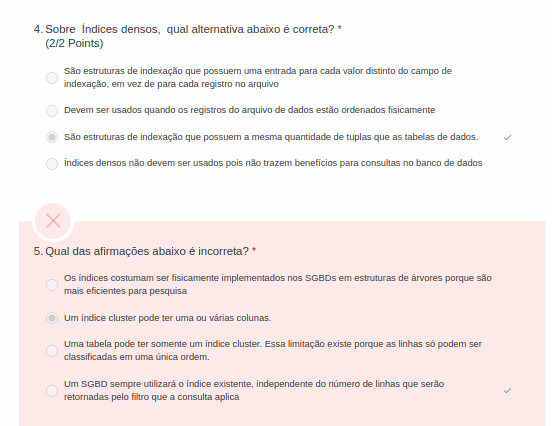 4. Sobre Índices densos, qual alternativa abaixo é correta? *
(2/2 Points)
São estruturas de indexação que possuem uma entrada para cada valor distinto do campo de
indexação, em vez de para cada registro no arquivo
Devem ser usados quando os registros do arquivo de dados estão ordenados fisicamente
São estruturas de indexação que possuem a mesma quantidade de tuplas que as tabelas de dados.
Índices densos não devem ser usados pois não trazem benefícios para consultas no banco de dados
5. Qual das afirmações abaixo é incorreta? *
Os índices costumam ser fisicamente implementados nos SGBDs em estruturas de árvores porque são
mais eficientes para pesquisa
Um índice cluster pode ter uma ou várias colunas.
Uma tabela pode ter somente um índice cluster. Essa limitação existe porque as linhas só podem ser
classificadas em uma única ordem.
Um SGBD sempre utilizará o índice existente, independente do número de linhas que serão
retornadas pelo filtro que a consulta aplica